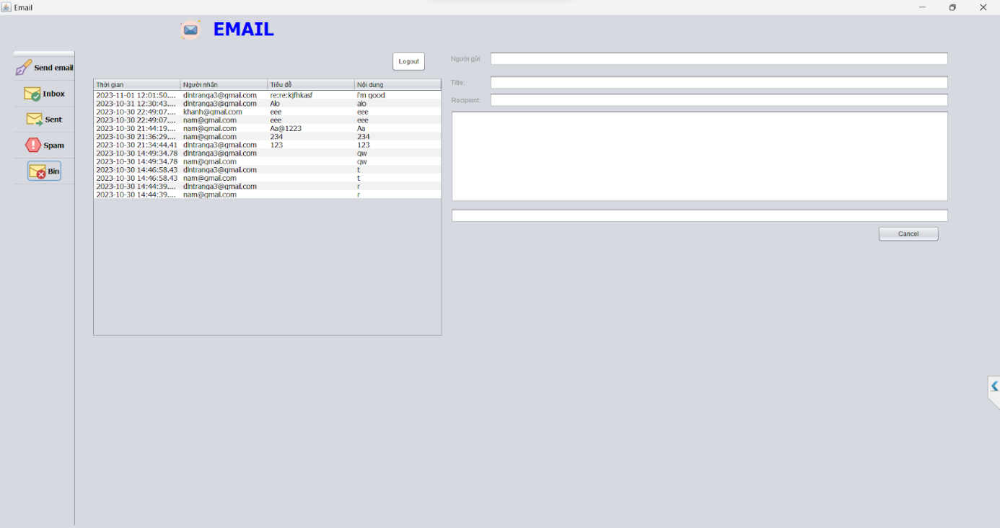 Email
EMAIL
Send email
Inbox
Sent
Spam
Bin
Logout
Thời gian Người nhận Tiêu đề Nội dung
2023-11-01 12:01:50.... dlntranga3@gmail.com re:re:kjfhkasf i'm good
2023-10-31 12:30:43.... dlntranga3@gmail.com Alo alo
2023-10-30 22:49:07.... khanh@gmail.com eee eee
2023-10-30 22:49:07.... nam@gmail.com eee eee
2023-10-30 21:44:19.... nam@gmail.com Aa@1223 Aa
2023-10-30 21:36:29.... nam@gmail.com 234 234
2023-10-30 21:34:44.41 dlntranga3@gmail.com 123 123
2023-10-30 14:49:34.78 dlntranga3@gmail.com qw
2023-10-30 14:49:34.78 nam@gmail.com qw
2023-10-30 14:46:58.43 dlntranga3@gmail.com t
2023-10-30 14:46:58.43 nam@gmail.com t
2023-10-30 14:44:39.... dlntranga3@gmail.com r
2023-10-30 14:44:39.... nam@gmail.com r
Người gửi
Title:
Recipient:
Cancel